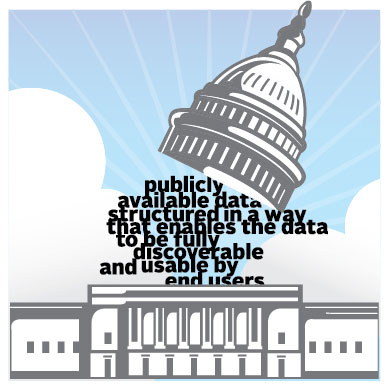 publicly
available data
structured in a way
that enables the data
to be fully
discoverable
and usable by
end users